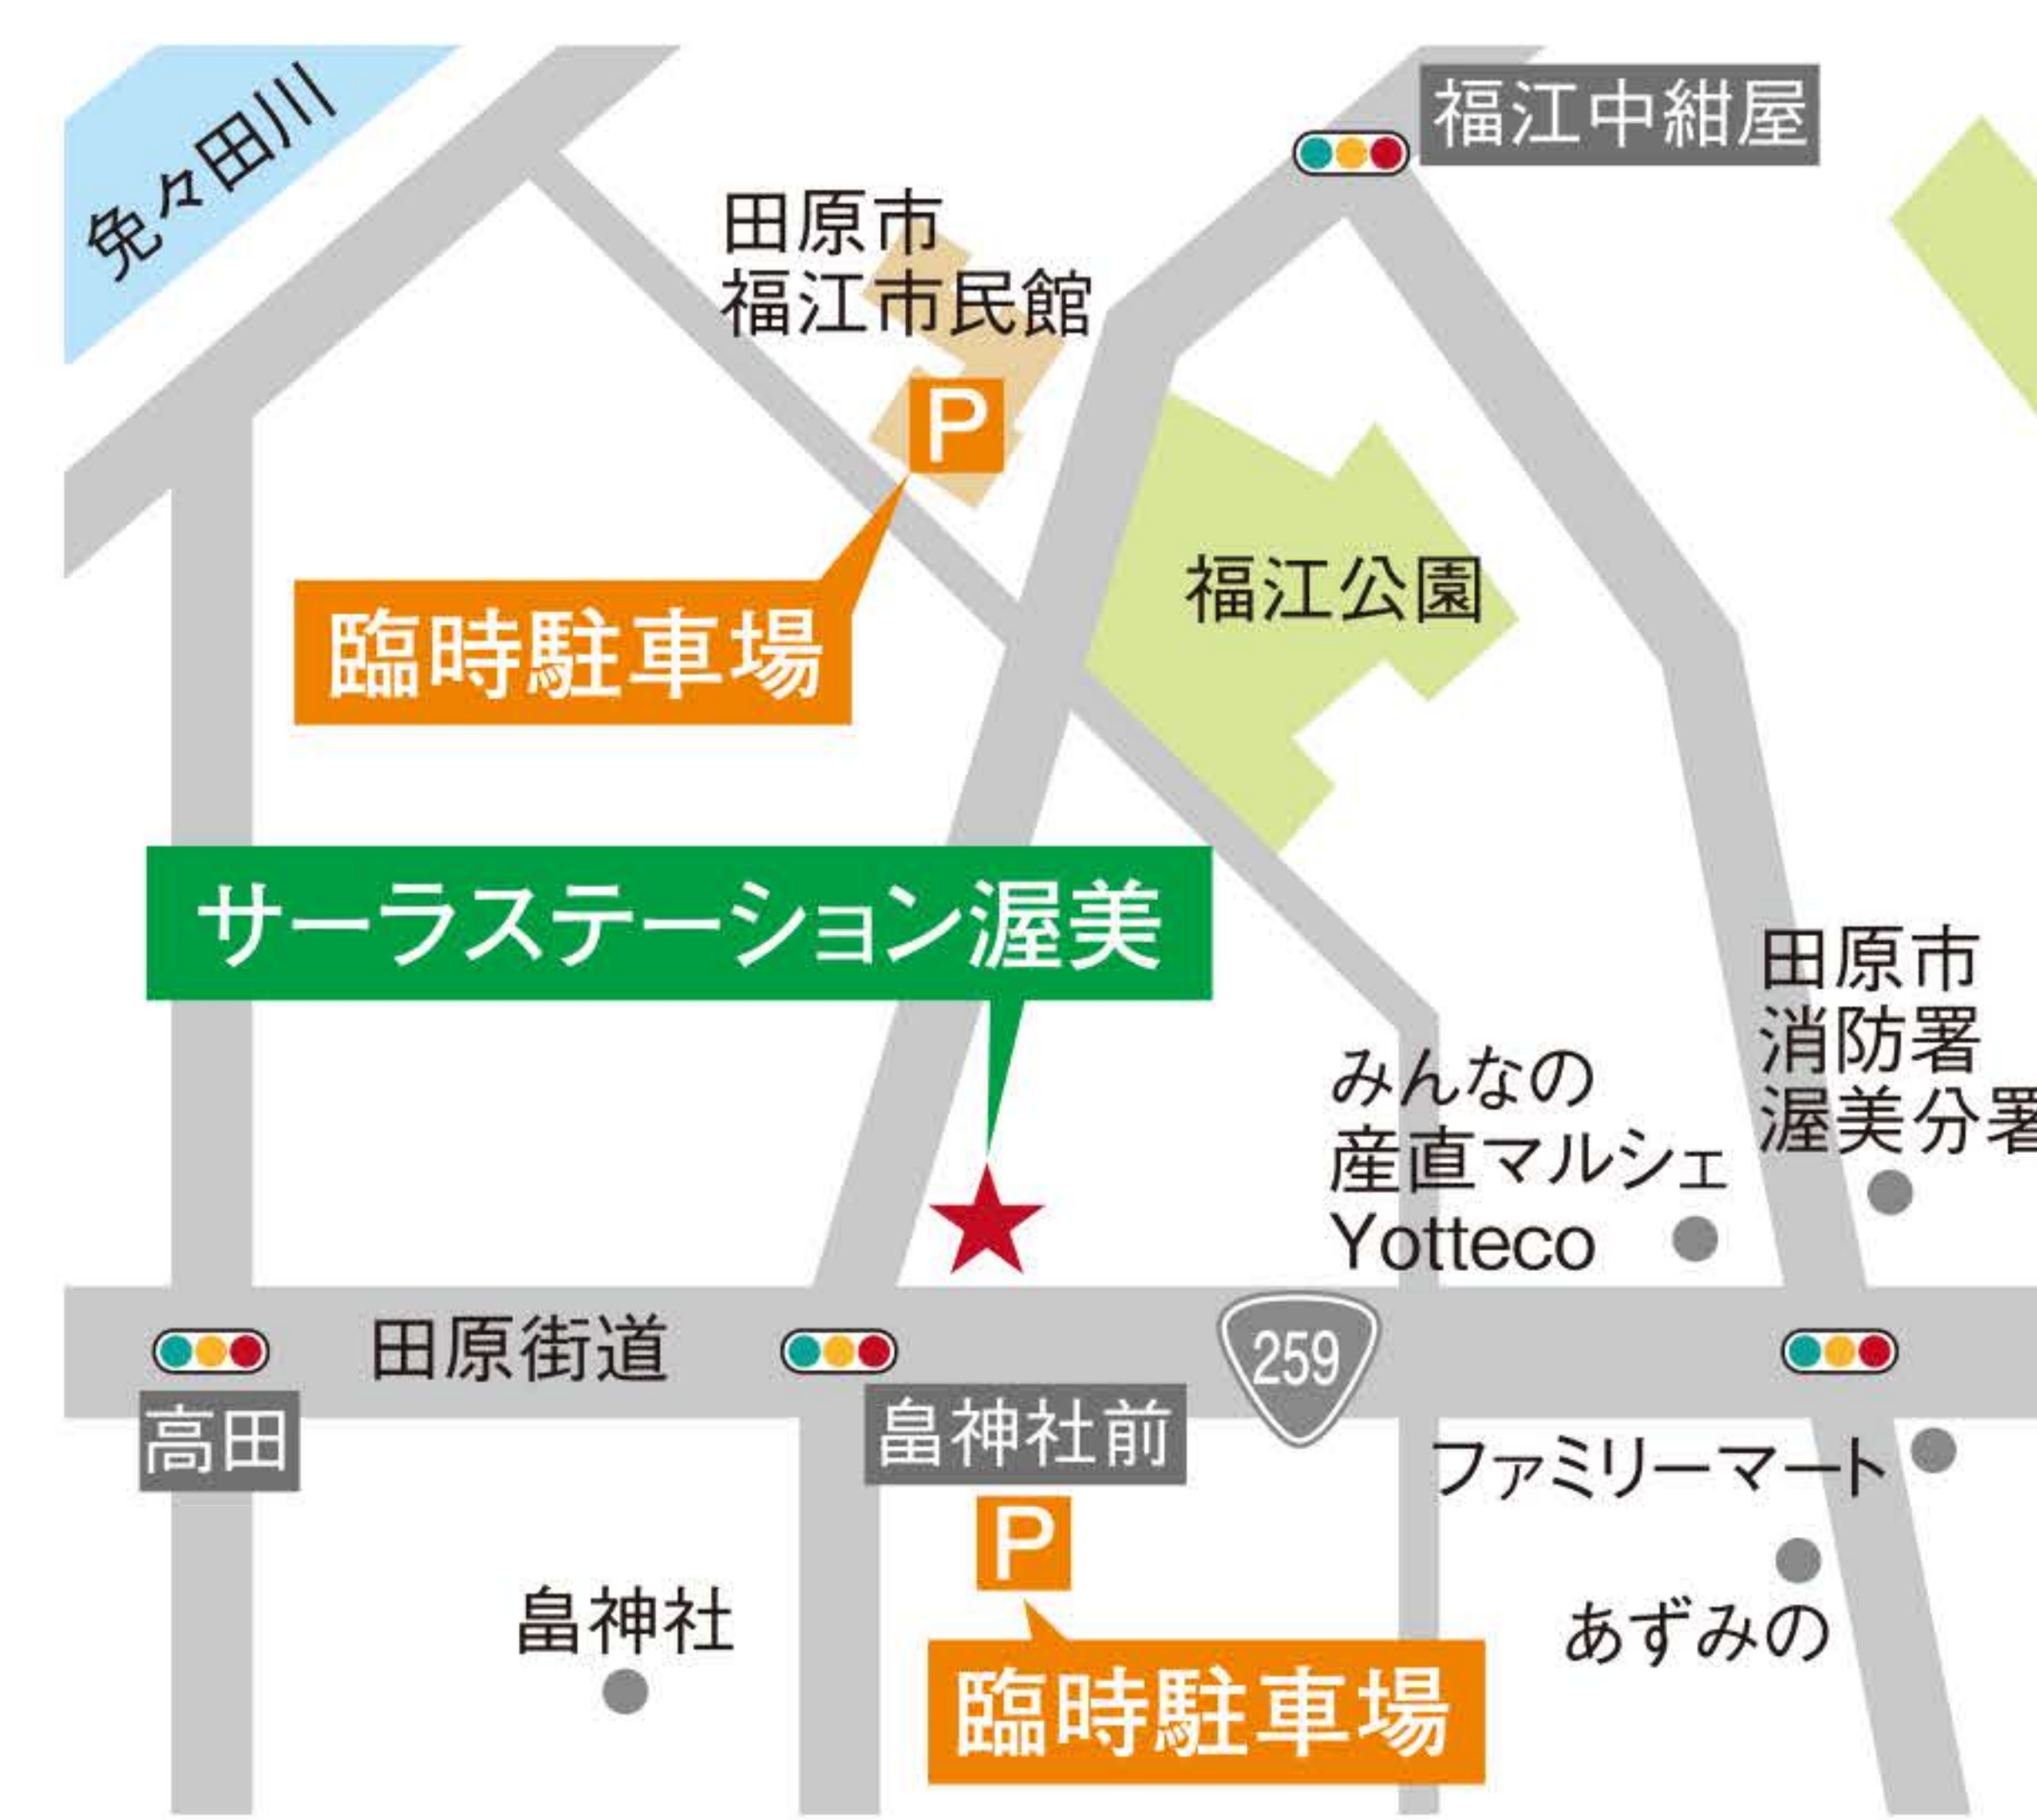 免々田川
福江中紺屋
田原市
福江市民館
P
臨時駐車場
福江公園
サーラステーション渥美
田原市
消防署
渥美分署
みんなの
産直マルシェ
Yotteco
田原街道
259
高田
畠神社前
ファミリーマート
P
畠神社
あずみの
臨時駐車場